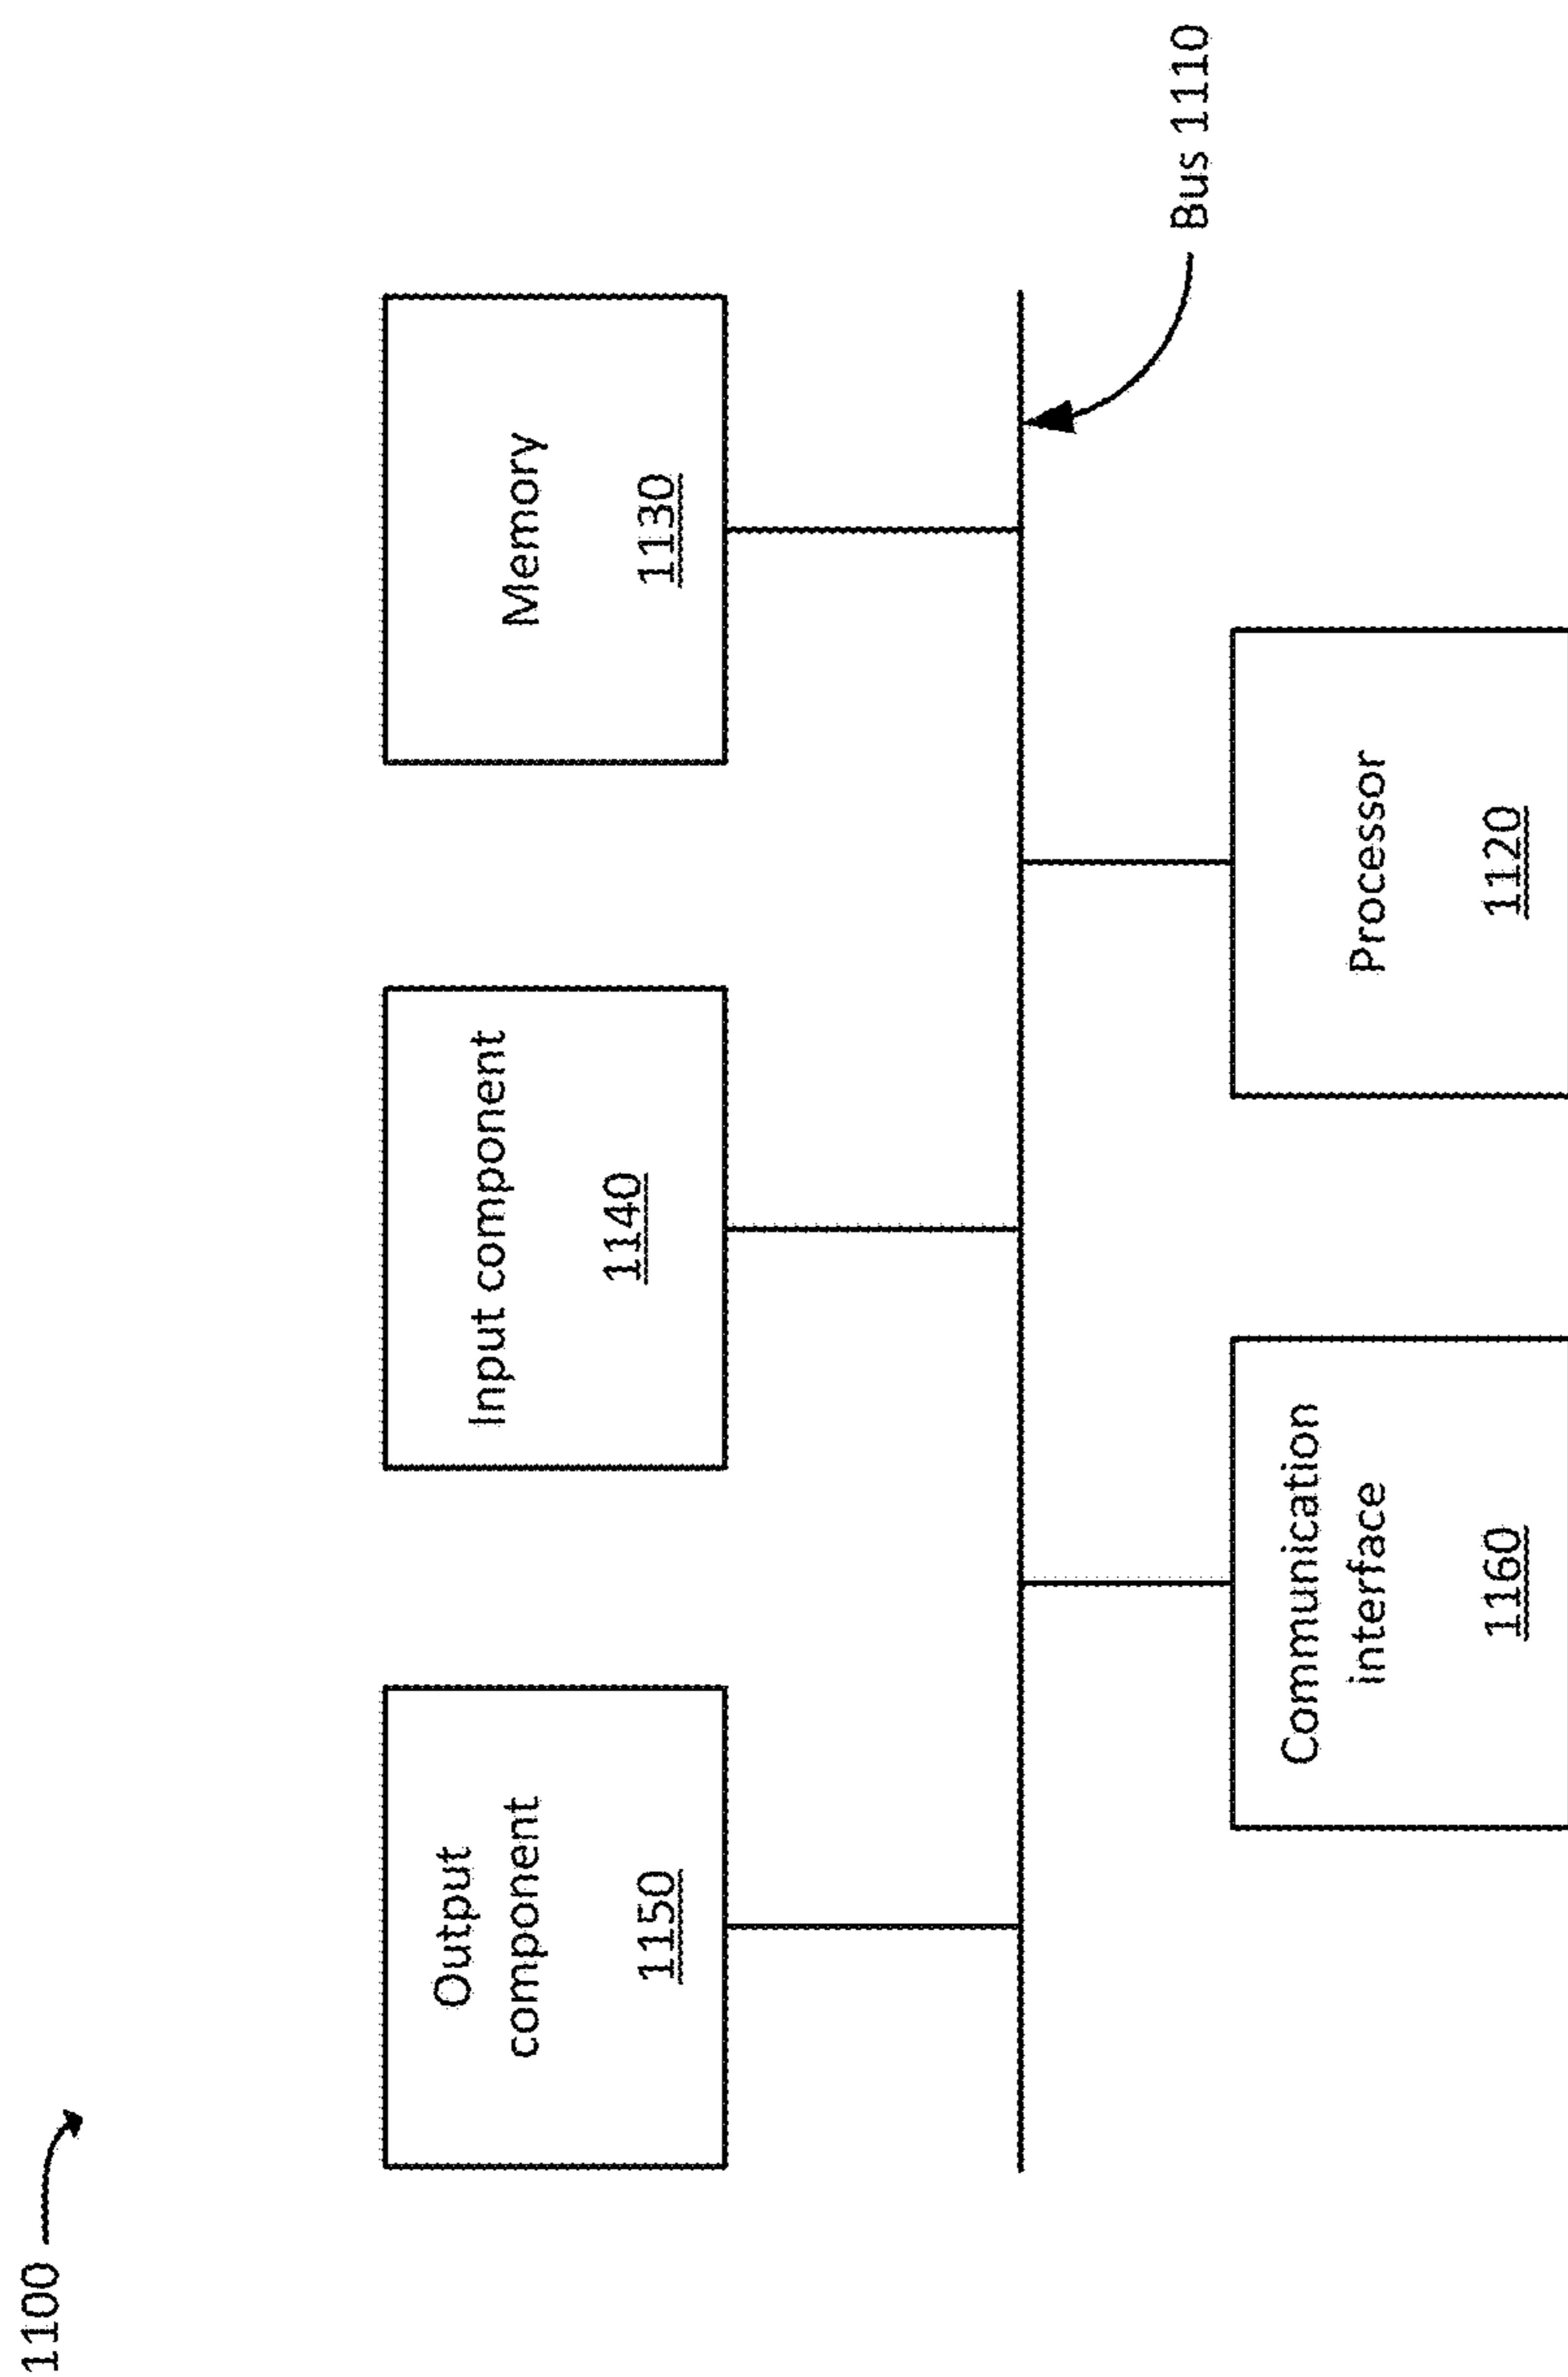 1100
Output
component
1150
Input component
1140
Memory
1130
Communication
interface
1160
Processor
1120
Bus 1110